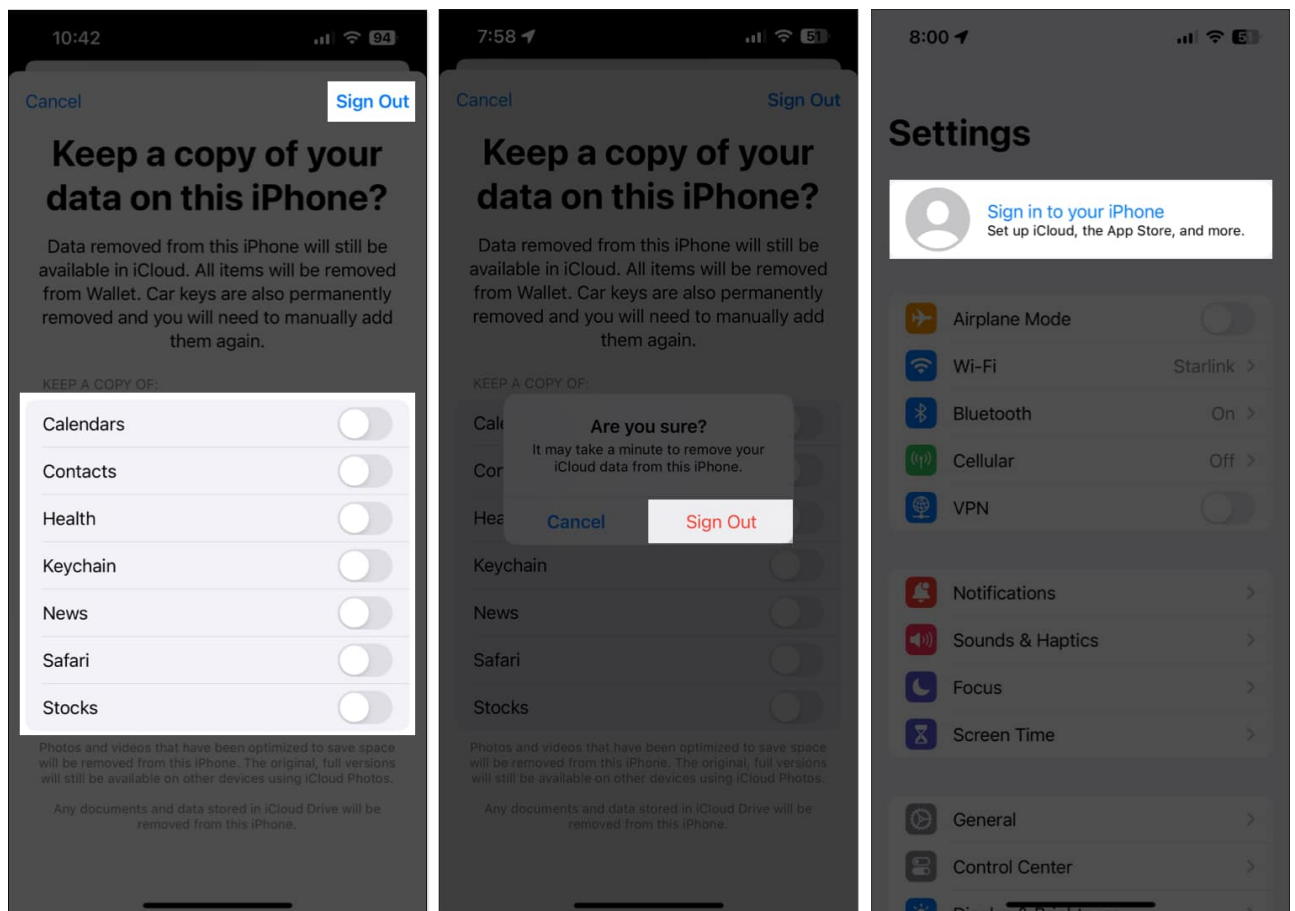 10:42
94
Cancel
Sign Out
Keep a copy of your
data on this iPhone?
Data removed from this iPhone will still be
available in iCloud. All items will be removed
from Wallet. Car keys are also permanently
removed and you will need to manually add
them again.
KEEP A COPY OF:
Calendars
Contacts
Health
Keychain
News
Safari
Stocks
Photos and videos that have been optimized to save space
will be removed from this iPhone. The original, full versions
will still be available on other devices using iCloud Photos.
Any documents and data stored in iCloud Drive will be
removed from this iPhone.
7:58
51
Cancel
Sign Out
Keep a copy of your
data on this iPhone?
Data removed from this iPhone will still be
available in iCloud. All items will be removed
from Wallet. Car keys are also permanently
removed and you will need to manually add
them again.
KEEP A COPY OF:
Cale
Are you sure?
It may take a minute to remove your
iCloud data from this iPhone.
Cor
Hea
Cancel
Sign Out
Keychain
News
Safari
Stocks
Photos and videos that have been optimized to save space
will be removed from this iPhone. The original, full versions
will still be available on other devices using iCloud Photos.
Any documents and data stored in iCloud Drive will be
removed from this iPhone.
8:00
Settings
Sign in to your iPhone
Set up iCloud, the App Store, and more.
Airplane Mode
Wi-Fi
Starlink
Bluetooth
On
Cellular
Off
VPN
Notifications
Sounds & Haptics
Focus
Screen Time
General
Control Center